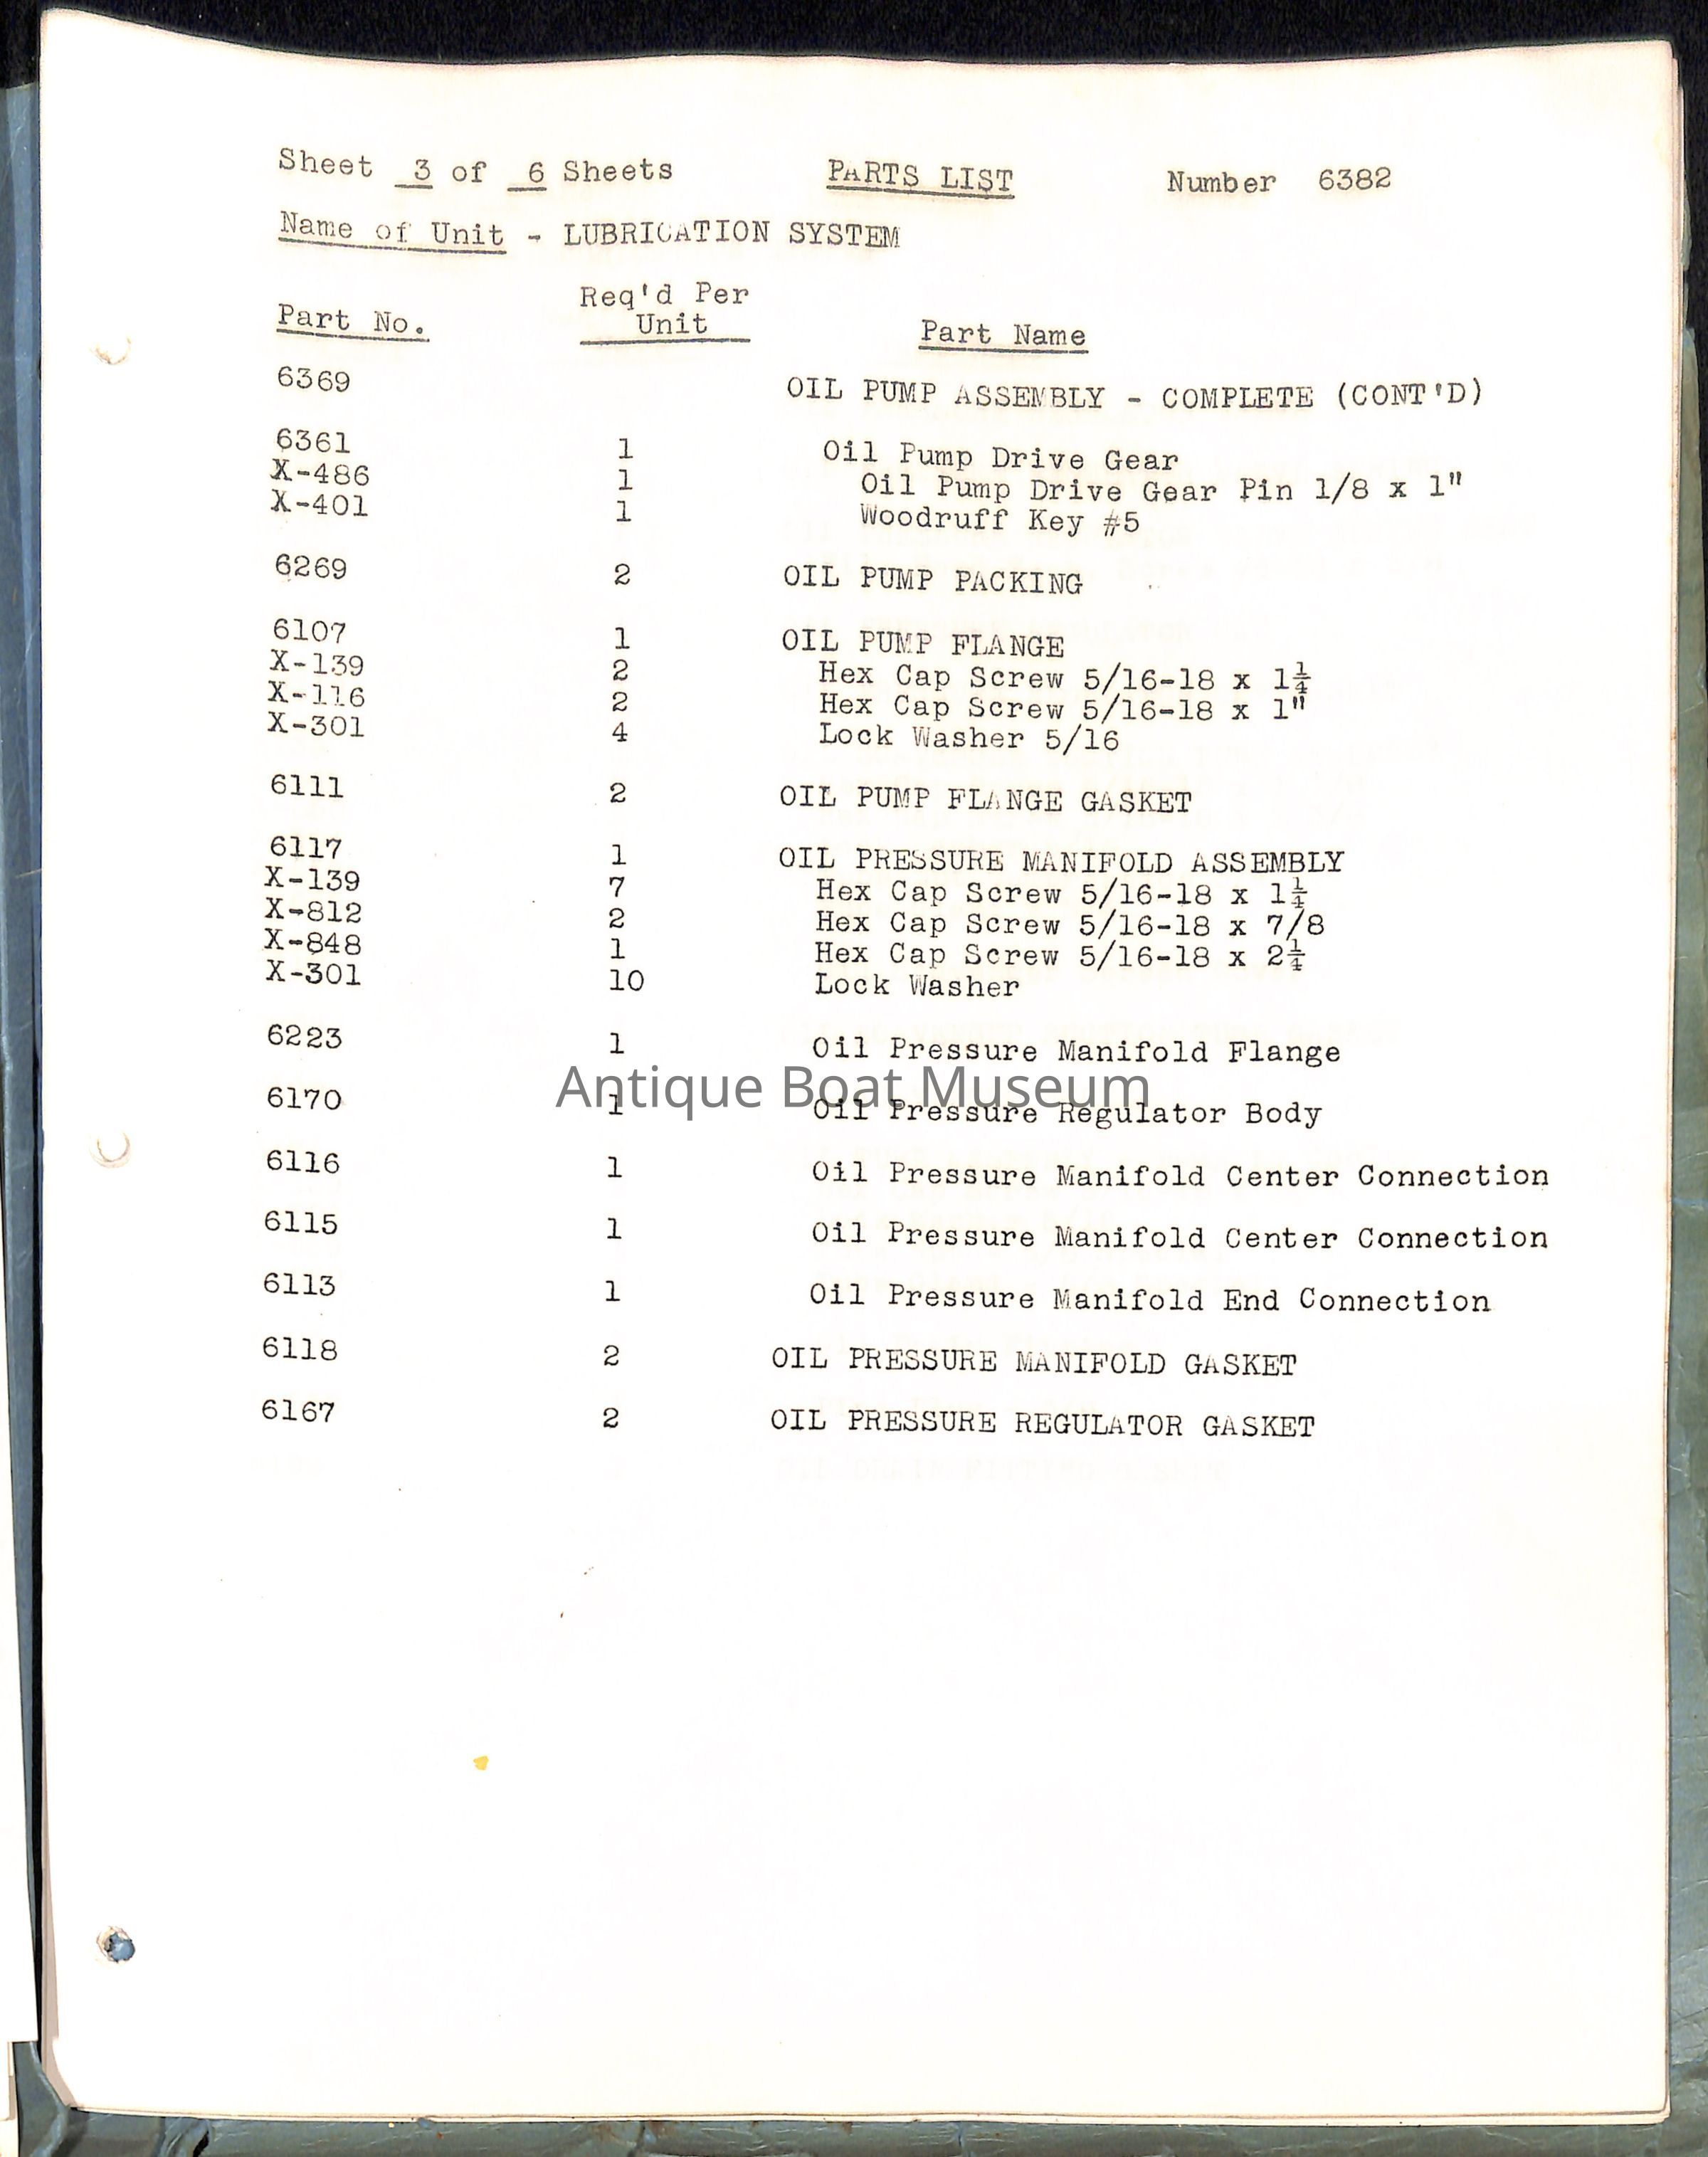 Sheet 3 of 6 Sheets PARTS LIST Number 6382
Name of Unit - LUBRICATION SYSTEM
Part No. Req'd Per Unit Part Name
6369 OIL PUMP ASSEMBLY - COMPLETE (CONT'D)
6361 1 Oil Pump Drive Gear
X-486 1 Oil Pump Drive Gear Pin 1/8 x 1"
X-401 1 Woodruff Key #5
6269 2 OIL PUMP PACKING
6107 1 OIL PUMP FLANGE
X-139 2 Hex Cap Screw 5/16-18 x 1¼
X-116 2 Hex Cap Screw 5/16-18 x 1"
X-301 4 Lock Washer 5/16
6111 2 OIL PUMP FLANGE GASKET
6117 1 OIL PRESSURE MANIFOLD ASSEMBLY
X-139 7 Hex Cap Screw 5/16-18 x 1¼
X-812 2 Hex Cap Screw 5/16-18 x 7/8
X-848 1 Hex Cap Screw 5/16-18 x 2¼
X-301 10 Lock Washer
6223 1 Oil Pressure Manifold Flange
Antique Boat Museum
6170 1 Oil Pressure Regulator Body
6116 1 Oil Pressure Manifold Center Connection
6115 1 Oil Pressure Manifold Center Connection
6113 1 Oil Pressure Manifold End Connection
6118 2 OIL PRESSURE MANIFOLD GASKET
6167 2 OIL PRESSURE REGULATOR GASKET